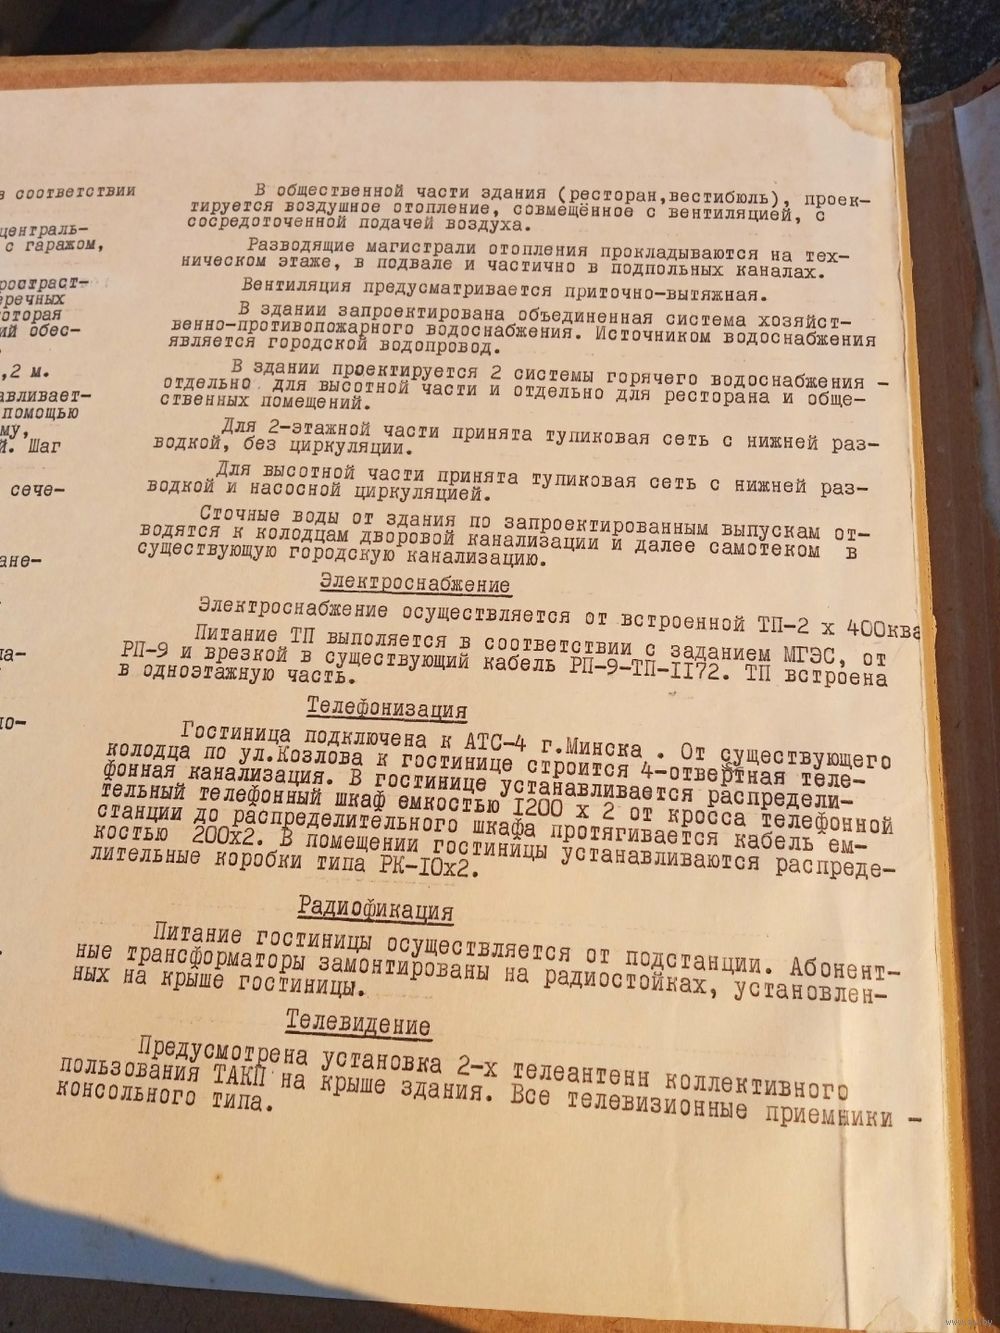 в соответствии
централь-
с гаражом,
еречных
оторая
ий обес-
,2 м.
авливает-
помощью
му,
й. Шаг
сече-
ане-
ла-
В общественной части здания (ресторан,вестибюль), проек-
тируется воздушное отопление, совмещённое с вентиляцией, с
сосредоточенной подачей воздуха.
Разводящие магистрали отопления прокладываются на тех-
ническом этаже, в подвале и частично в подпольных каналах.
Вентиляция предусматривается приточно-вытяжная.
В здании запроектирована объединенная система хозяйст-
венно-противопожарного водоснабжения. Источником водоснабжения
является городской водопровод.
В здании проектируется 2 системы горячего водоснабжения -
отдельно для высотной части и отдельно для ресторана и обще-
ственных помещений.
Для 2-этажной части принята тупиковая сеть с нижней раз-
водкой, без циркуляции.
Для высотной части принята тупиковая сеть с нижней раз-
водкой и насосной циркуляцией.
Сточные воды от здания по запроектированным выпускам от-
водятся к колодцам дворовой канализации и далее самотеком в
существующую городскую канализацию.
Электроснабжение
Электроснабжение осуществляется от встроенной ТП-2 х 400ква
Питание ТП выполяется в соответствии с заданием МГЭС, от
РП-9 и врезкой в существующий кабель РП-9-ТП-II72. ТП встроена
в одноэтажную часть.
Телефонизация
Гостиница подключена к АТС-4 г.Минска . От существующего
колодца по ул.Козлова к гостинице строится 4-отвертная теле-
фонная канализация. В гостинице устанавливается распредели-
тельный телефонный шкаф емкостью I200 х 2 от кросса телефонной
станции до распределительного шкафа протягивается кабель ем-
костью 200х2. В помещении гостиницы устанавливаются распреде-
лительные коробки типа РК-I0х2.
Радиофикация
Питание гостиницы осуществляется от подстанции. Абонент-
ные трансформаторы замонтированы на радиостойках, установлен-
ных на крыше гостиницы.
Телевидение
Предусмотрена установка 2-х телеантенн коллективного
пользования ТАКП на крыше здания. Все телевизионные приемники -
консольного типа.